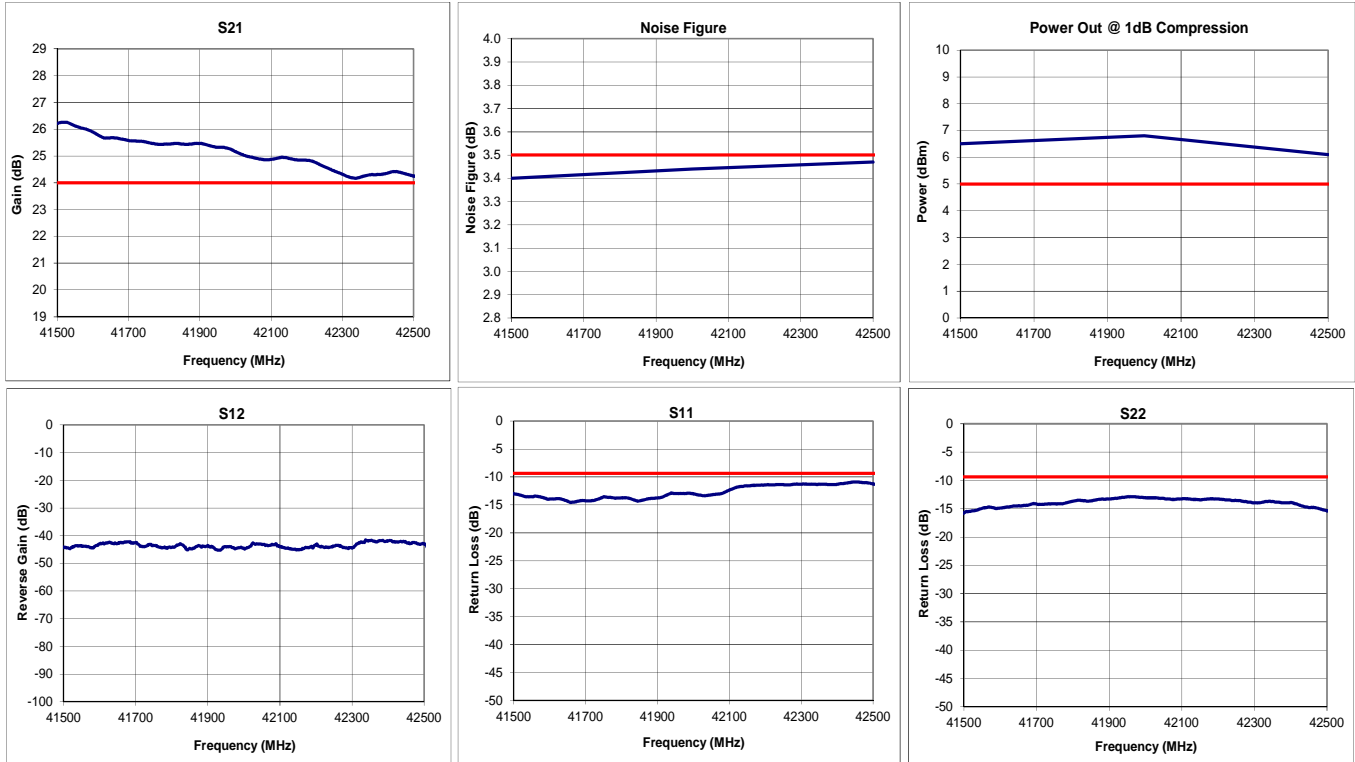 S21
29
28
27
26
25
24
23
22
21
20
19
Gain (dB)
41500 41700 41900 42100 42300 42500
Frequency (MHz)
Noise Figure
4.0
3.9
3.8
3.7
3.6
3.5
3.4
3.3
3.2
3.1
3.0
2.9
2.8
Noise Figure (dB)
41500 41700 41900 42100 42300 42500
Frequency (MHz)
Power Out @ 1dB Compression
10
9
8
7
6
5
4
3
2
1
0
Power (dBm)
41500 41700 41900 42100 42300 42500
Frequency (MHz)
S12
0
-10
-20
-30
-40
-50
-60
-70
-80
-90
-100
Reverse Gain (dB)
41500 41700 41900 42100 42300 42500
Frequency (MHz)
S11
0
-5
-10
-15
-20
-25
-30
-35
-40
-45
-50
Return Loss (dB)
41500 41700 41900 42100 42300 42500
Frequency (MHz)
S22
0
-5
-10
-15
-20
-25
-30
-35
-40
-45
-50
Return Loss (dB)
41500 41700 41900 42100 42300 42500
Frequency (MHz)